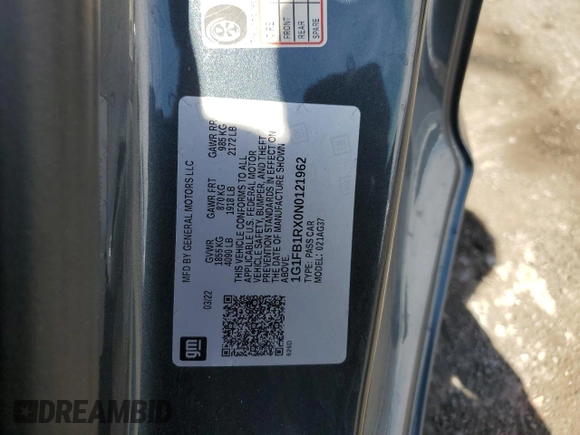 TIRE
FRONT
REAR
SPARE
MFD BY GENERAL MOTORS LLC
03/22
GVWR GAWR FRT GAWR RR
1855 KG 870 KG 985 KG
4090 LB 1918 LB 2172 LB
THIS VEHICLE CONFORMS TO ALL
APPLICABLE U.S. FEDERAL MOTOR
VEHICLE SAFETY, BUMPER, AND THEFT
PREVENTION STANDARDS IN EFFECT ON
THE DATE OF MANUFACTURE SHOWN
ABOVE.
1G1FB1RX0N0121962
TYPE: PASS CAR
MODEL: 021AG37
gm
DREAMBID